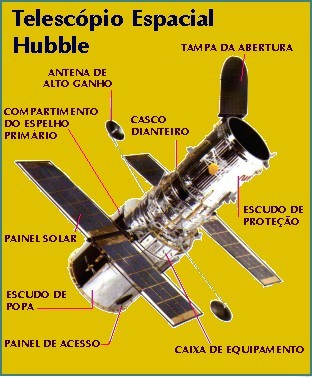 Telescópio Espacial
Hubble
TAMPA DA ABERTURA
ANTENA DE
ALTO GANHO
COMPARTIMENTO
DO ESPELHO
PRIMÁRIO
CASCO
DIANTEIRO
ESCUDO DE
PROTEÇÃO
PAINEL SOLAR
ESCUDO DE
POPA
PAINEL DE ACESSO
CAIXA DE EQUIPAMENTO